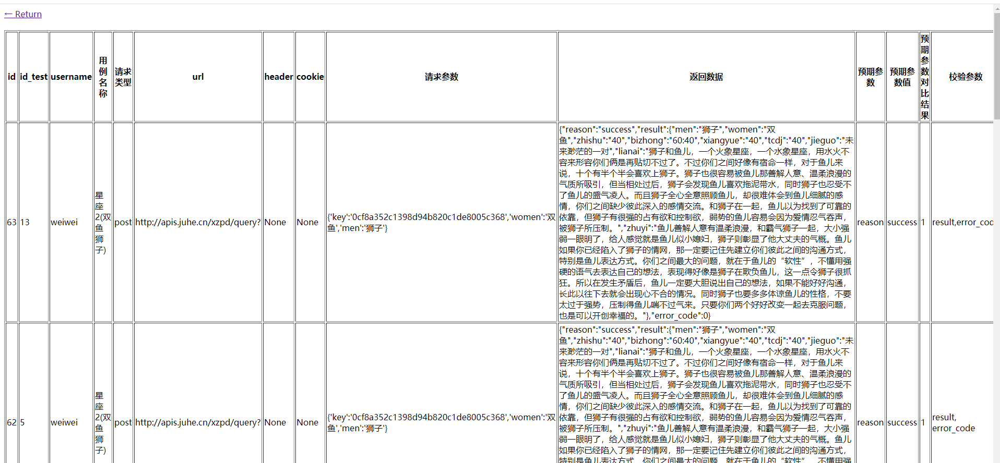 ← Return
id id_test username 用例名称 请求类型 url header cookie 请求参数 返回数据 预期参数 预期参数值 预期参数对比结果 校验参数
63 13 weiwei 星座2(双鱼狮子) post http://apis.juhe.cn/xzpd/query? None None
{'key':'0cf8a352c1398d94b820c1de8005c368','women':'双
鱼','men':'狮子'}
{"reason":"success","result":{"men":"狮子","women":"双
鱼","zhishu":"40","bizhong":"60:40","xiangyue":"40","tcdj":"40","jieguo":"未
来渺茫的一对","lianai":"狮子和鱼儿，一个火象星座，一个水象星座，用水火不
容来形容你们俩是再贴切不过了。不过你们之间好像有宿命一样，对于鱼儿来
说，十个有半个半会喜欢上狮子。狮子也很容易被鱼儿那善解人意、温柔浪漫的
气质所吸引，但当相处过后，狮子会发现鱼儿喜欢拖泥带水，同时狮子也忍受不
了鱼儿的盛气凌人。而且狮子全心全意照顾鱼儿，却很难体会到鱼儿细腻的感
情，你们之间缺少彼此深入的感情交流。和狮子在一起，鱼儿以为找到了可靠的
依靠，但狮子有很强的占有欲和控制欲，弱势的鱼儿容易会因为爱情忍气吞声，
被狮子所压制。","zhuyi":"鱼儿善解人意有温柔浪漫，和霸气狮子一起，大小强
弱一眼明了，给人感觉就是鱼儿似小媳妇，狮子则彰显了他大丈夫的气概。鱼儿
如果你已经陷入了狮子的情网，那一定要记住先建立你们彼此之间的沟通方式，
特别是鱼儿表达方式。你们之间最大的问题，就在于鱼儿的“软性”，不懂用强
硬的语气去表达自己的想法，表现得好像是狮子在欺负鱼儿，这一点令狮子很抓
狂。所以在发生矛盾后，鱼儿一定要大胆说出自己的想法，如果不能好好沟通，
长此以往下去就会出现心不合的情况。同时狮子也要多多体谅鱼儿的性格，不要
太过于强势，压制得鱼儿喘不过气来。只要你们两个好好改变一起去克服问题，
也是可以开创幸福的。"},"error_code":0}
reason success 1 result,error_cod
62 5 weiwei 星座2(双鱼狮子) post http://apis.juhe.cn/xzpd/query? None None
{'key':'0cf8a352c1398d94b820c1de8005c368','women':'双
鱼','men':'狮子'}
{"reason":"success","result":{"men":"狮子","women":"双
鱼","zhishu":"40","bizhong":"60:40","xiangyue":"40","tcdj":"40","jieguo":"未
来渺茫的一对","lianai":"狮子和鱼儿，一个火象星座，一个水象星座，用水火不
容来形容你们俩是再贴切不过了。不过你们之间好像有宿命一样，对于鱼儿来
说，十个有半个半会喜欢上狮子。狮子也很容易被鱼儿那善解人意、温柔浪漫的
气质所吸引，但当相处过后，狮子会发现鱼儿喜欢拖泥带水，同时狮子也忍受不
了鱼儿的盛气凌人。而且狮子全心全意照顾鱼儿，却很难体会到鱼儿细腻的感
情，你们之间缺少彼此深入的感情交流。和狮子在一起，鱼儿以为找到了可靠的
依靠，但狮子有很强的占有欲和控制欲，弱势的鱼儿容易会因为爱情忍气吞声，
被狮子所压制。","zhuyi":"鱼儿善解人意有温柔浪漫，和霸气狮子一起，大小强
弱一眼明了，给人感觉就是鱼儿似小媳妇，狮子则彰显了他大丈夫的气概。鱼儿
如果你已经陷入了狮子的情网，那一定要记住先建立你们彼此之间的沟通方式，
特别是鱼儿表达方式。你们之间最大的问题，就在于鱼儿的“软性”，不懂用强
reason success 1 result,
error_code